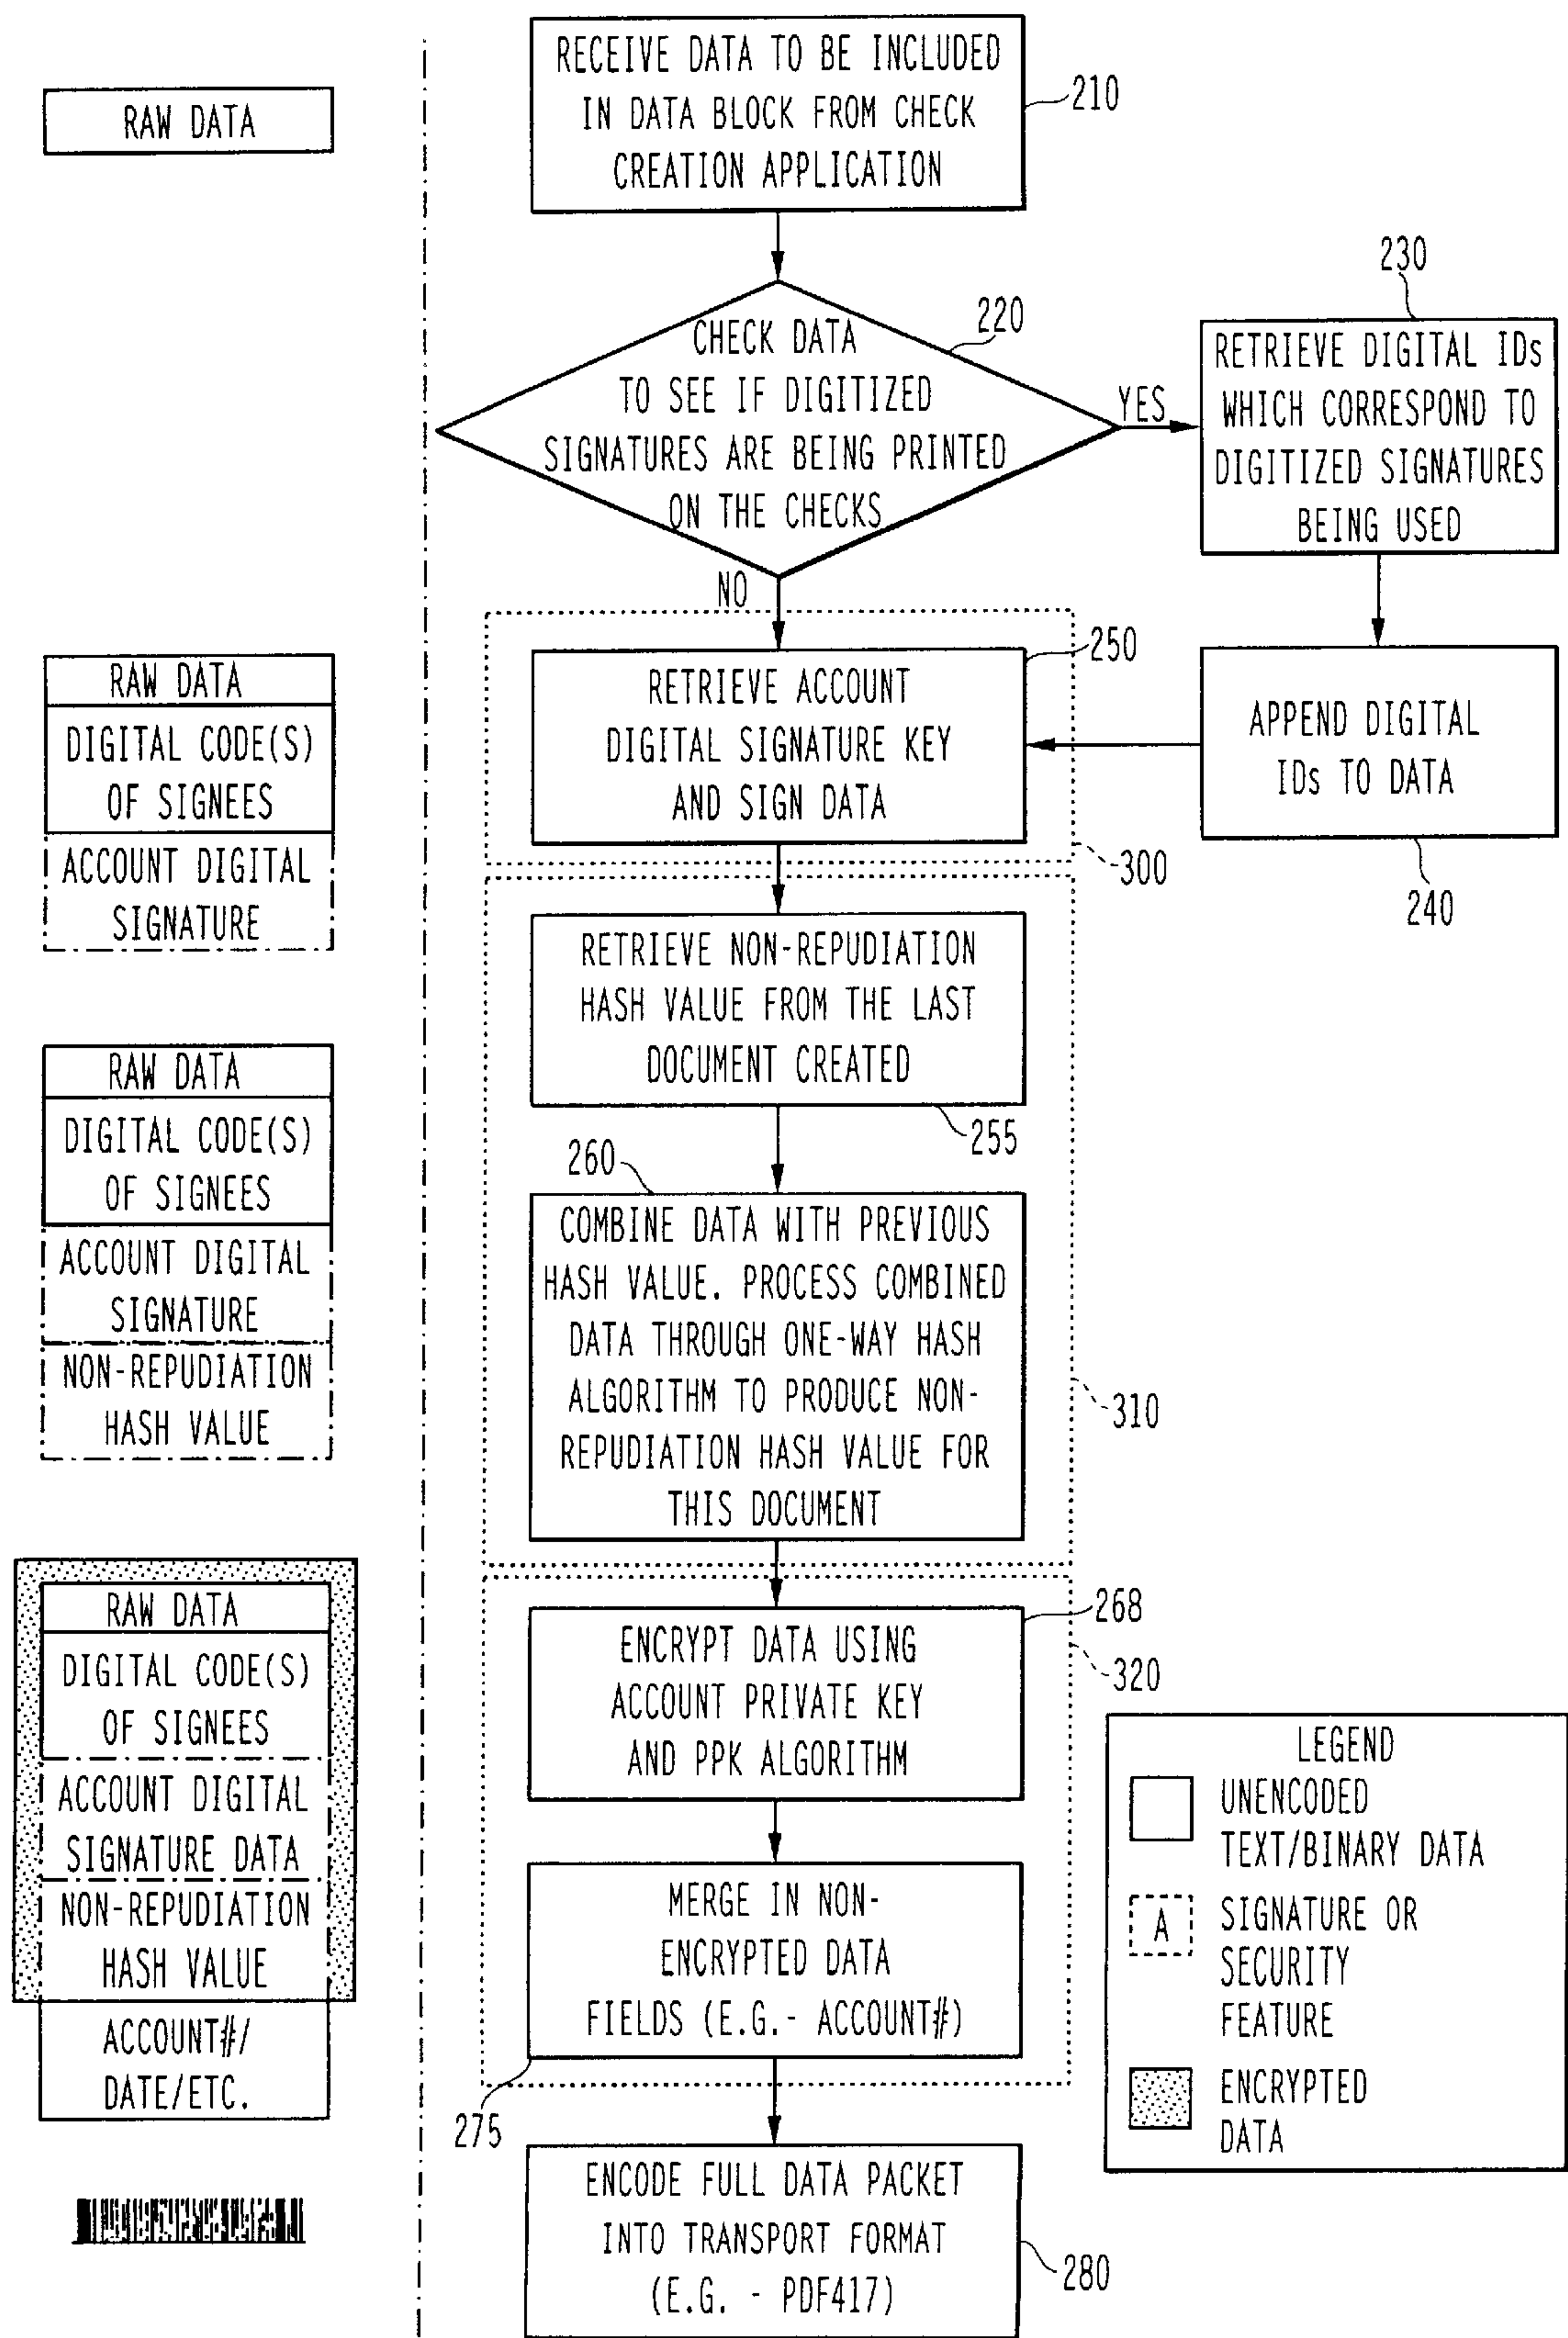 RAW DATA
RECEIVE DATA TO BE INCLUDED
IN DATA BLOCK FROM CHECK
CREATION APPLICATION
210
CHECK DATA
TO SEE IF DIGITIZED
SIGNATURES ARE BEING PRINTED
ON THE CHECKS
220
YES
NO
230
RETRIEVE DIGITAL IDs
WHICH CORRESPOND TO
DIGITIZED SIGNATURES
BEING USED
APPEND DIGITAL
IDs TO DATA
240
RAW DATA
DIGITAL CODE(S)
OF SIGNEES
ACCOUNT DIGITAL
SIGNATURE
RETRIEVE ACCOUNT
DIGITAL SIGNATURE KEY
AND SIGN DATA
250
300
RETRIEVE NON-REPUDIATION
HASH VALUE FROM THE LAST
DOCUMENT CREATED
255
RAW DATA
DIGITAL CODE(S)
OF SIGNEES
ACCOUNT DIGITAL
SIGNATURE
NON-REPUDIATION
HASH VALUE
260
COMBINE DATA WITH PREVIOUS
HASH VALUE. PROCESS COMBINED
DATA THROUGH ONE-WAY HASH
ALGORITHM TO PRODUCE NON-
REPUDIATION HASH VALUE FOR
THIS DOCUMENT
310
RAW DATA
DIGITAL CODE(S)
OF SIGNEES
ACCOUNT DIGITAL
SIGNATURE DATA
NON-REPUDIATION
HASH VALUE
ACCOUNT#/
DATE/ETC.
ENCRYPT DATA USING
ACCOUNT PRIVATE KEY
AND PPK ALGORITHM
268
320
MERGE IN NON-
ENCRYPTED DATA
FIELDS (E.G.- ACCOUNT#)
275
ENCODE FULL DATA PACKET
INTO TRANSPORT FORMAT
(E.G. - PDF417)
280
LEGEND
UNENCODED
TEXT/BINARY DATA
A
SIGNATURE OR
SECURITY
FEATURE
ENCRYPTED
DATA